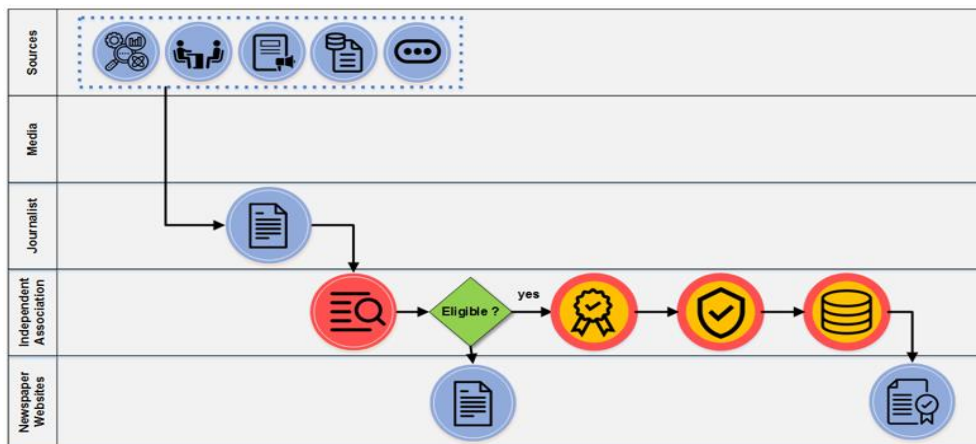 Sources
Media
Journalist
Independent
Association
Eligible ?
yes
Newspaper
Websites